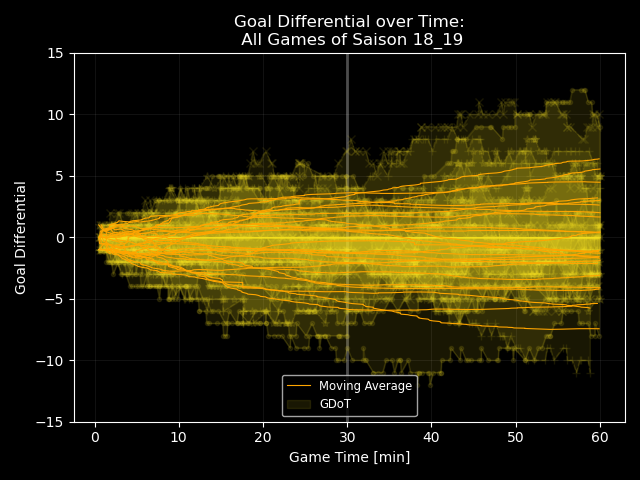 Goal Differential over Time:
All Games of Saison 18_19
15
10
5
0
−5
−10
−15
Goal Differential
0
10
20
30
40
50
60
Game Time [min]
Moving Average
GDoT